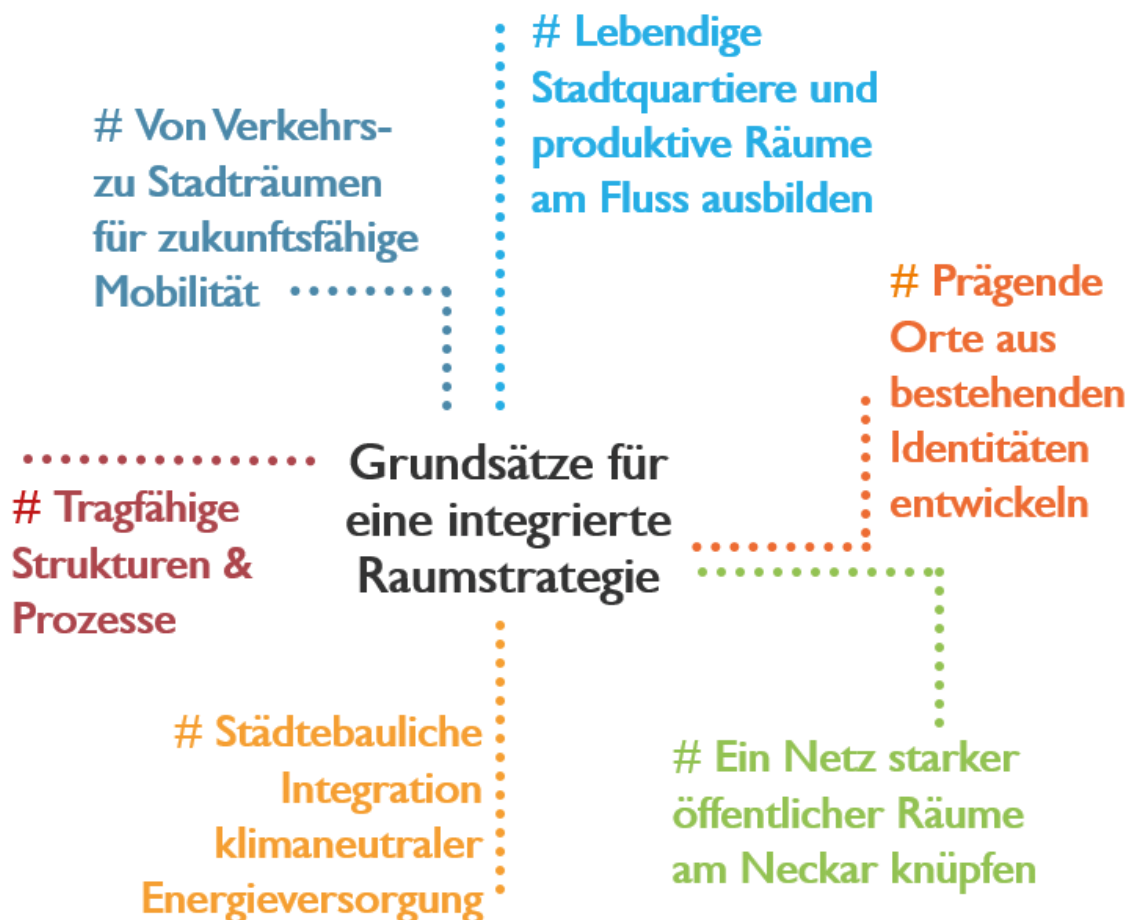 # Lebendige
Stadtquartiere und
produktive Räume
am Fluss ausbilden
# Von Verkehrs-
zu Stadträumen
für zukunftsfähige
Mobilität
# Prägende
Orte aus
bestehenden
Identitäten
entwickeln
Grundsätze für
eine integrierte
Raumstrategie
# Tragfähige
Strukturen &
Prozesse
# Städtebauliche
Integration
klimaneutraler
Energieversorgung
# Ein Netz starker
öffentlicher Räume
am Neckar knüpfen